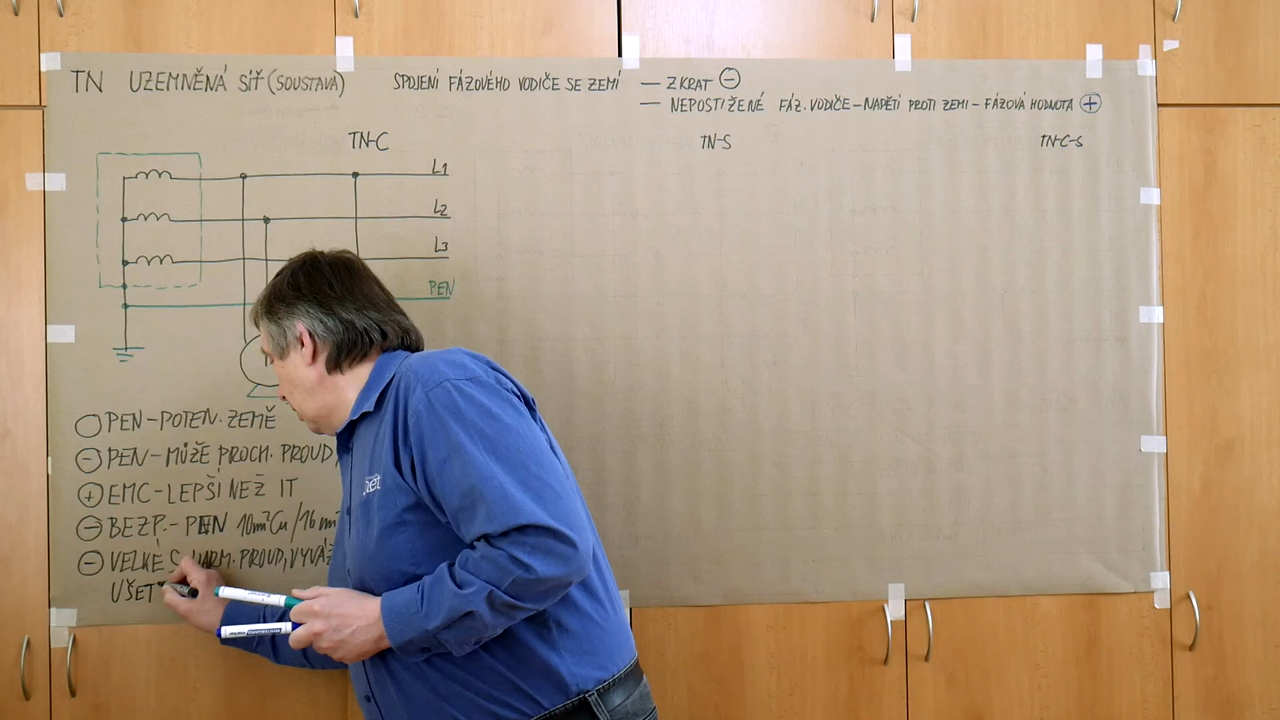 TN UZEMNĚNÁ SÍŤ (SOUSTAVA)
SPOJENÍ FÁZOVÉHO VODIČE SE ZEMÍ — ZKRAT ⊖
— NEPOSTIŽENÉ FÁZ. VODIČE – NAPĚTÍ PROTI ZEMI – FÁZOVÁ HODNOTA ⊕
TN-C
TN-S
TN-C-S
L1
L2
L3
PEN
○ PEN – POTEN. ZEMĚ
⊖ PEN – MŮŽE PROCH. PROUD,
⊕ EMC – LEPŠÍ NEŽ IT
⊖ BEZP. – PEN 10mm² Cu / 16
⊖ VELKÉ HARM. PROUD,
UŠET
.net